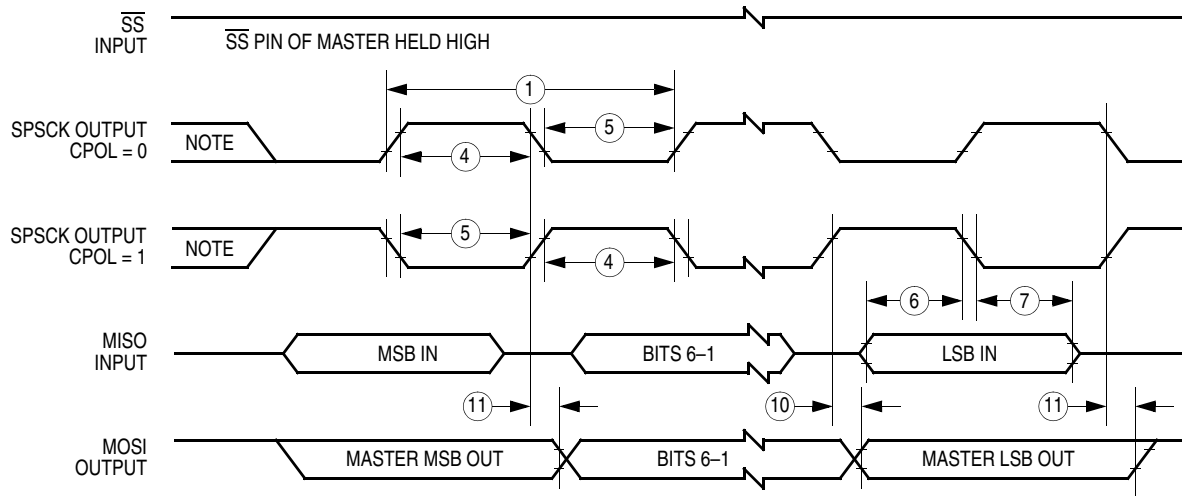 SS
INPUT
SS PIN OF MASTER HELD HIGH
1
SPSCK OUTPUT
CPOL = 0
NOTE
5
4
SPSCK OUTPUT
CPOL = 1
NOTE
5
4
6
7
MISO
INPUT
MSB IN
BITS 6–1
LSB IN
11
10
11
MOSI
OUTPUT
MASTER MSB OUT
BITS 6–1
MASTER LSB OUT